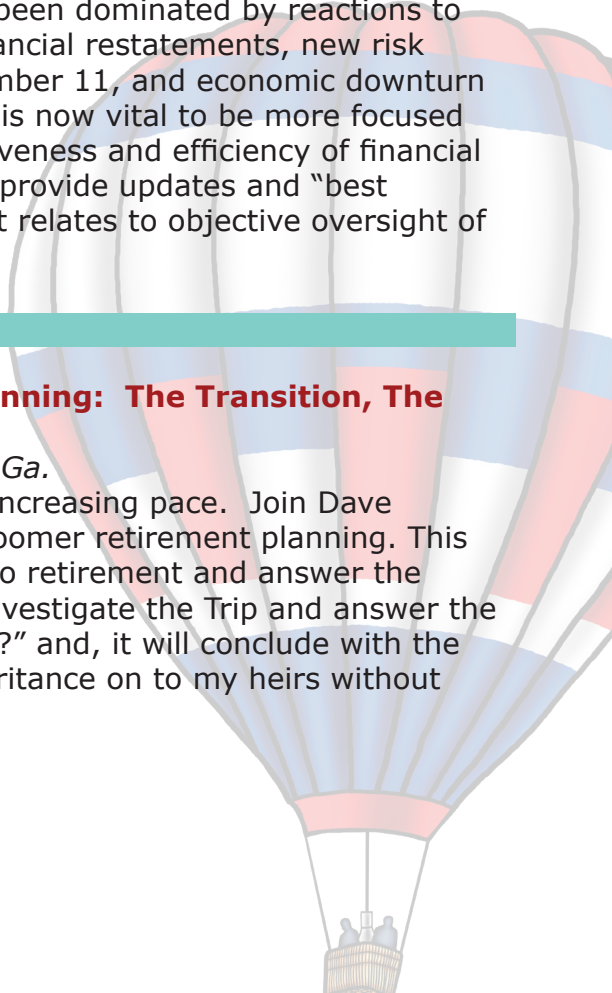 been dominated by reactions to
ancial restatements, new risk
mber 11, and economic downturn
is now vital to be more focused
iveness and efficiency of financial
provide updates and “best
t relates to objective oversight of
nning:  The Transition, The
Ga.
ncreasing pace.  Join Dave
oomer retirement planning. This
o retirement and answer the
nvestigate the Trip and answer the
?” and, it will conclude with the
ritance on to my heirs without